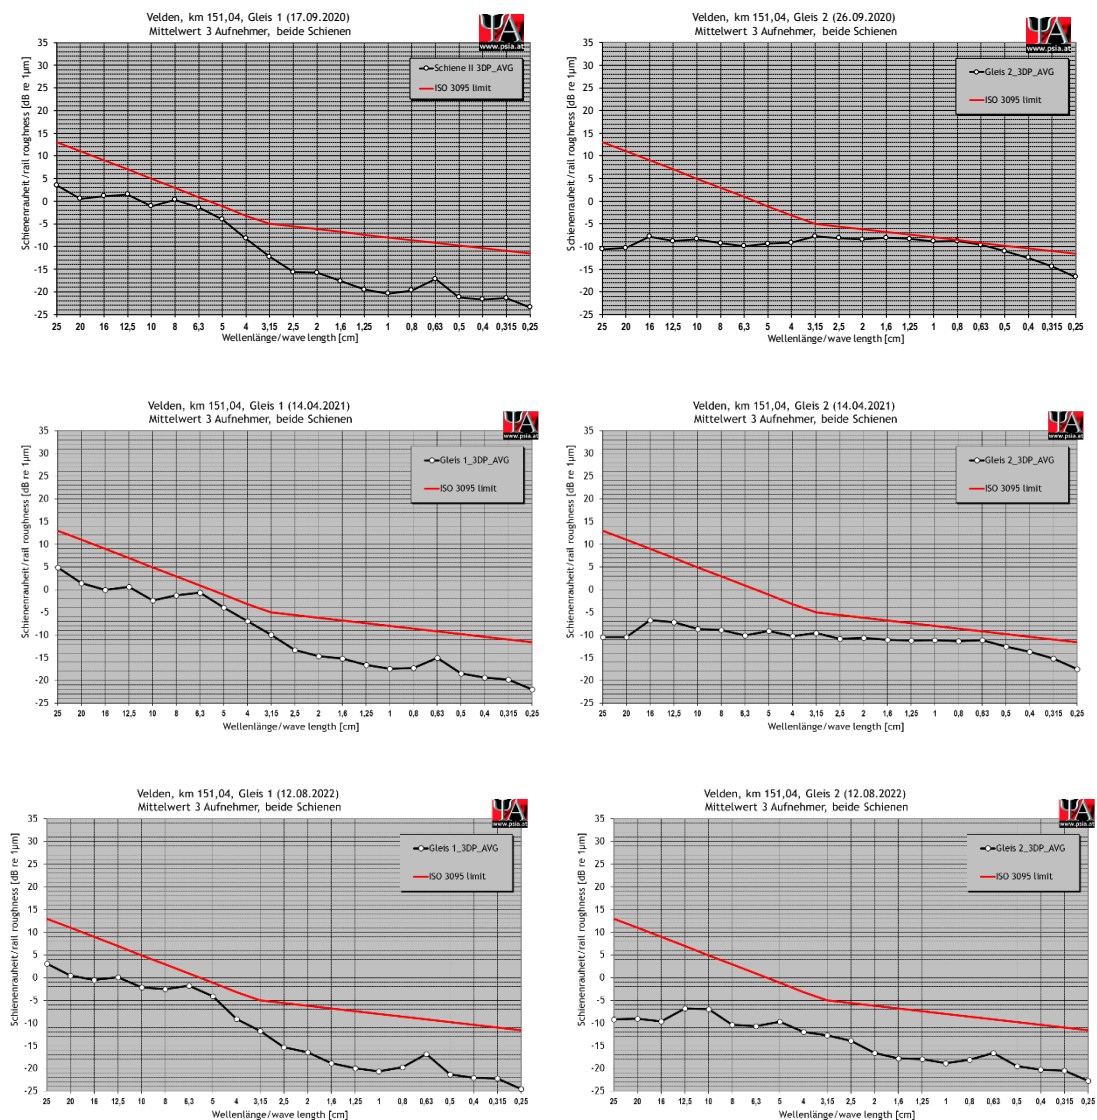 Velden, km 151,04, Gleis 1 (17.09.2020)
Mittelwert 3 Aufnehmer, beide Schienen
ΨA
www.psia.at
Schiene II 3DP_AVG
ISO 3095 limit
Schienenrauheit/rail roughness [dB re 1µm]
35
30
25
20
15
10
5
0
-5
-10
-15
-20
-25
25 20 16 12,5 10 8 6,3 5 4 3,15 2,5 2 1,6 1,25 1 0,8 0,63 0,5 0,4 0,315 0,25
Wellenlänge/wave length [cm]
Velden, km 151,04, Gleis 2 (26.09.2020)
Mittelwert 3 Aufnehmer, beide Schienen
ΨA
www.psia.at
Gleis 2_3DP_AVG
ISO 3095 limit
Schienenrauheit/rail roughness [dB re 1µm]
35
30
25
20
15
10
5
0
-5
-10
-15
-20
-25
25 20 16 12,5 10 8 6,3 5 4 3,15 2,5 2 1,6 1,25 1 0,8 0,63 0,5 0,4 0,315 0,25
Wellenlänge/wave length [cm]
Velden, km 151,04, Gleis 1 (14.04.2021)
Mittelwert 3 Aufnehmer, beide Schienen
ΨA
www.psia.at
Gleis 1_3DP_AVG
ISO 3095 limit
Schienenrauheit/rail roughness [dB re 1µm]
35
30
25
20
15
10
5
0
-5
-10
-15
-20
-25
25 20 16 12,5 10 8 6,3 5 4 3,15 2,5 2 1,6 1,25 1 0,8 0,63 0,5 0,4 0,315 0,25
Wellenlänge/wave length [cm]
Velden, km 151,04, Gleis 2 (14.04.2021)
Mittelwert 3 Aufnehmer, beide Schienen
ΨA
www.psia.at
Gleis 2_3DP_AVG
ISO 3095 limit
Schienenrauheit/rail roughness [dB re 1µm]
35
30
25
20
15
10
5
0
-5
-10
-15
-20
-25
25 20 16 12,5 10 8 6,3 5 4 3,15 2,5 2 1,6 1,25 1 0,8 0,63 0,5 0,4 0,315 0,25
Wellenlänge/wave length [cm]
Velden, km 151,04, Gleis 1 (12.08.2022)
Mittelwert 3 Aufnehmer, beide Schienen
ΨA
www.psia.at
Gleis 1_3DP_AVG
ISO 3095 limit
Schienenrauheit/rail roughness [dB re 1µm]
35
30
25
20
15
10
5
0
-5
-10
-15
-20
-25
25 20 16 12,5 10 8 6,3 5 4 3,15 2,5 2 1,6 1,25 1 0,8 0,63 0,5 0,4 0,315 0,25
Wellenlänge/wave length [cm]
Velden, km 151,04, Gleis 2 (12.08.2022)
Mittelwert 3 Aufnehmer, beide Schienen
ΨA
www.psia.at
Gleis 2_3DP_AVG
ISO 3095 limit
Schienenrauheit/rail roughness [dB re 1µm]
35
30
25
20
15
10
5
0
-5
-10
-15
-20
-25
25 20 16 12,5 10 8 6,3 5 4 3,15 2,5 2 1,6 1,25 1 0,8 0,63 0,5 0,4 0,315 0,25
Wellenlänge/wave length [cm]